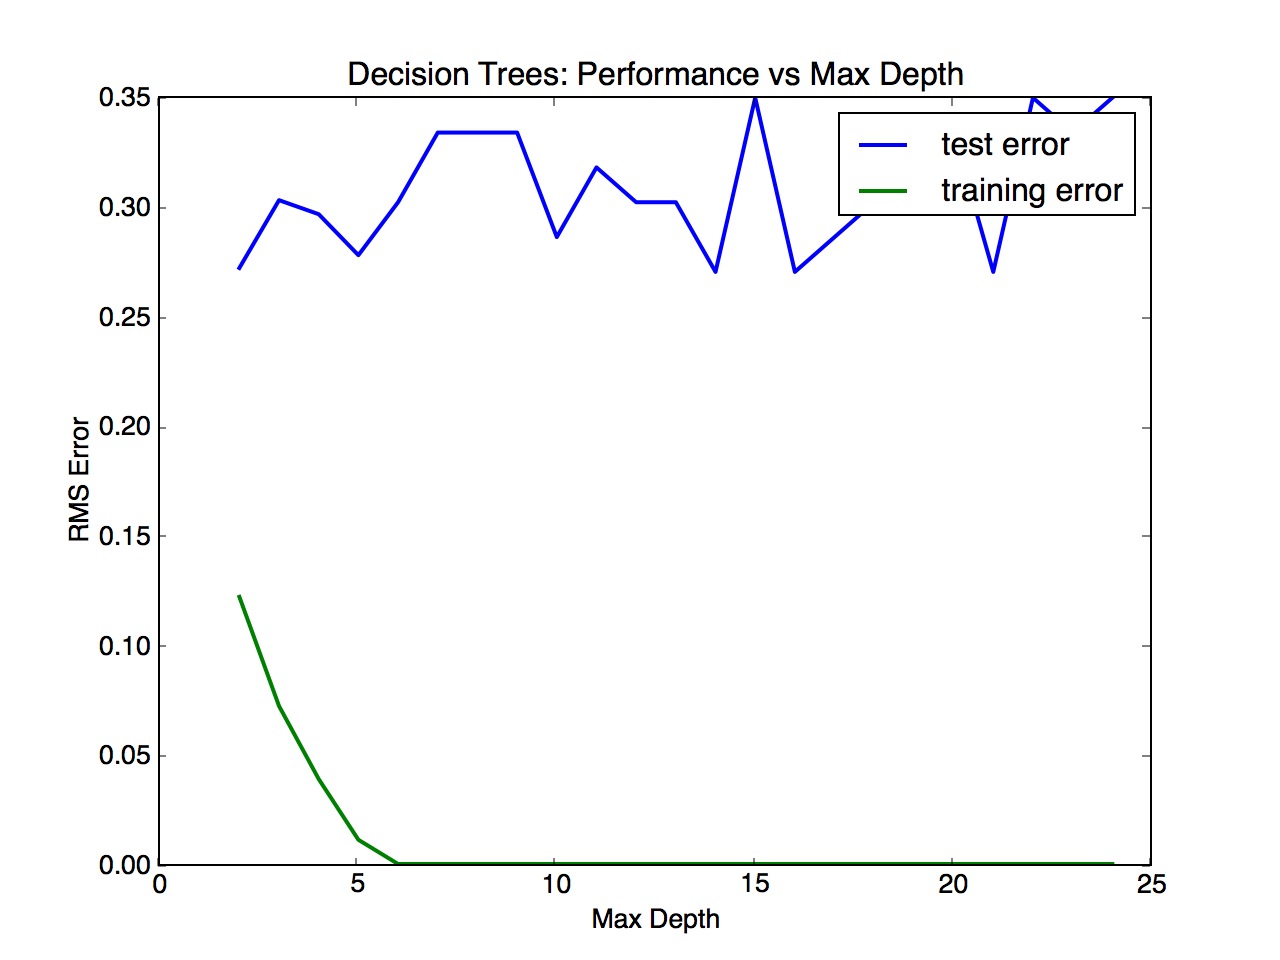 Decision Trees: Performance vs Max Depth
0.35
0.30
0.25
0.20
0.15
0.10
0.05
0.00
RMS Error
test error
training error
0 5 10 15 20 25
Max Depth